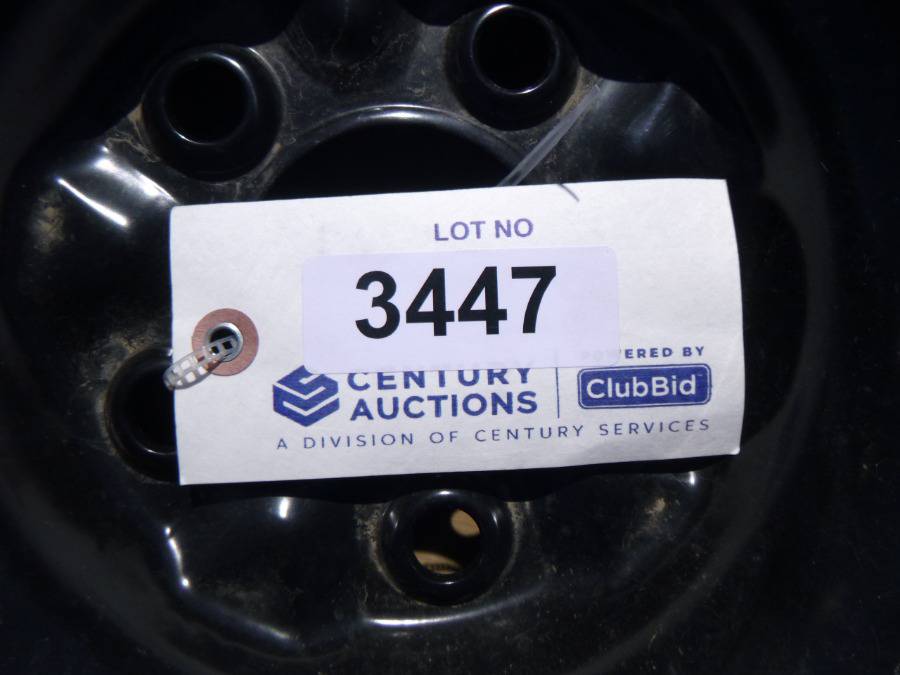 LOT NO
3447
CENTURY
AUCTIONS
POWERED BY
ClubBid
A DIVISION OF CENTURY SERVICES